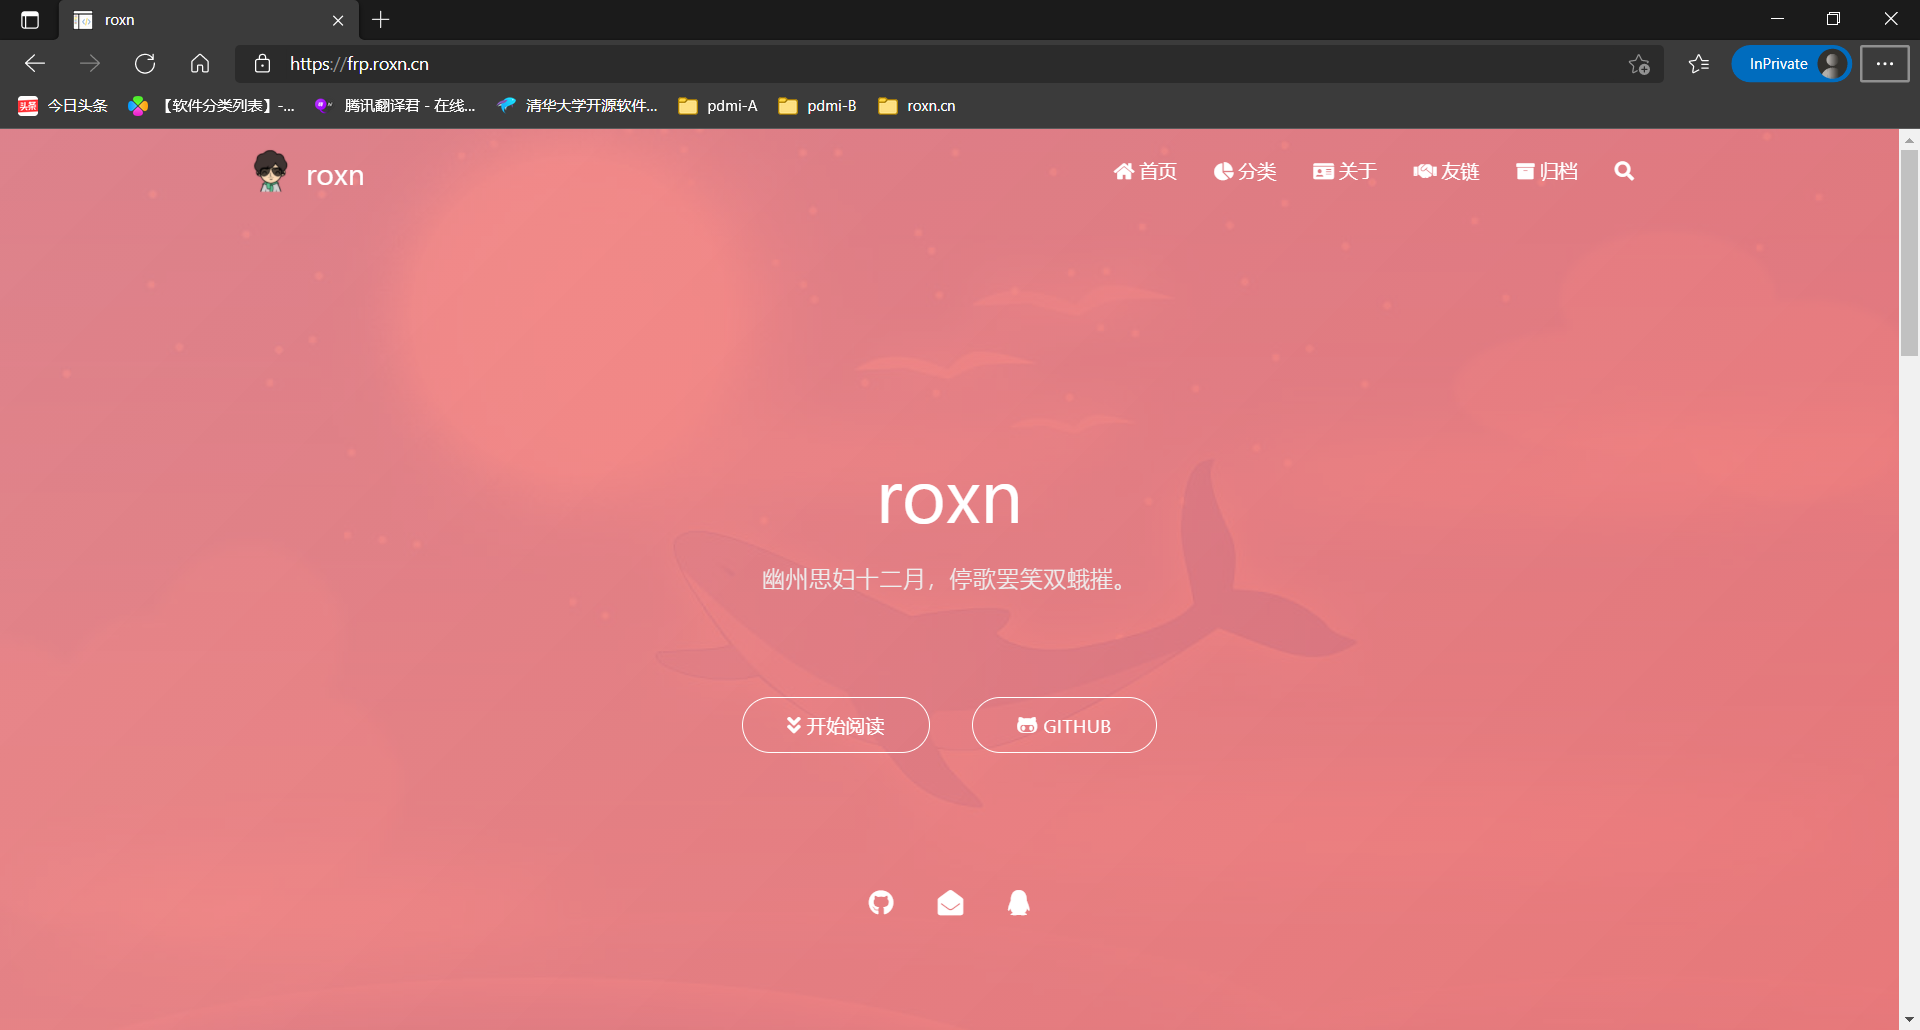 roxn
https://frp.roxn.cn
InPrivate
头条 今日头条
【软件分类列表】-...
腾讯翻译君 - 在线...
清华大学开源软件...
pdmi-A
pdmi-B
roxn.cn
roxn
首页
分类
关于
友链
归档
roxn
幽州思妇十二月，停歌罢笑双蛾摧。
开始阅读
GITHUB